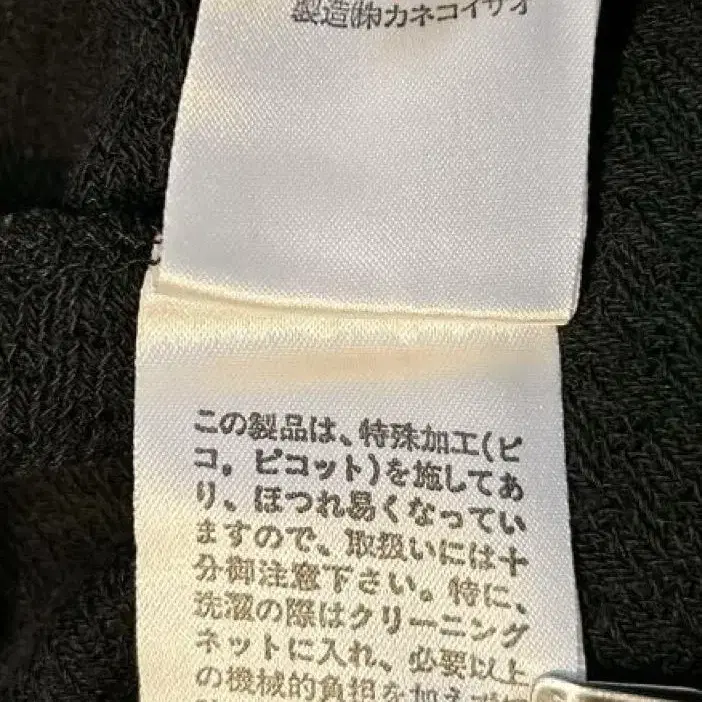 製造㈱カネコイサオ
この製品は、特殊加工(ピ
コ。ピコット)を施してあ
り、ほつれ易くなってい
ますので、取扱いには十
分御注意下さい。特に、
洗濯の際はクリーニング
ネットに入れ、必要以上
の機械的負担を加えず